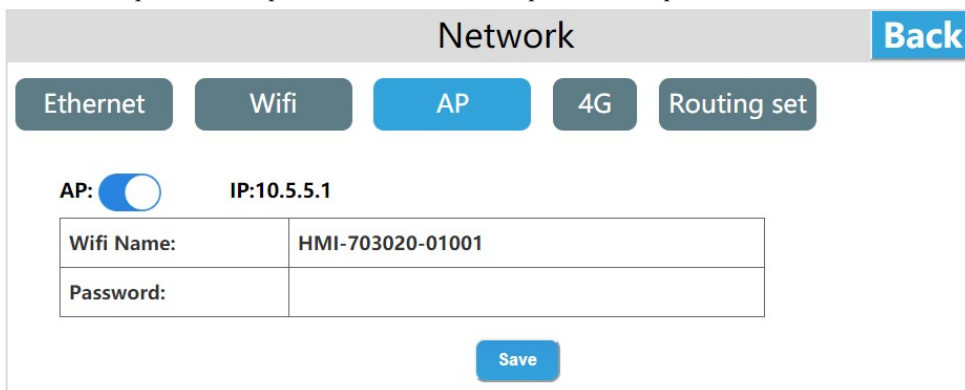 Network Back
Ethernet Wifi AP 4G Routing set
AP: IP:10.5.5.1
Wifi Name: HMI-703020-01001
Password:
Save